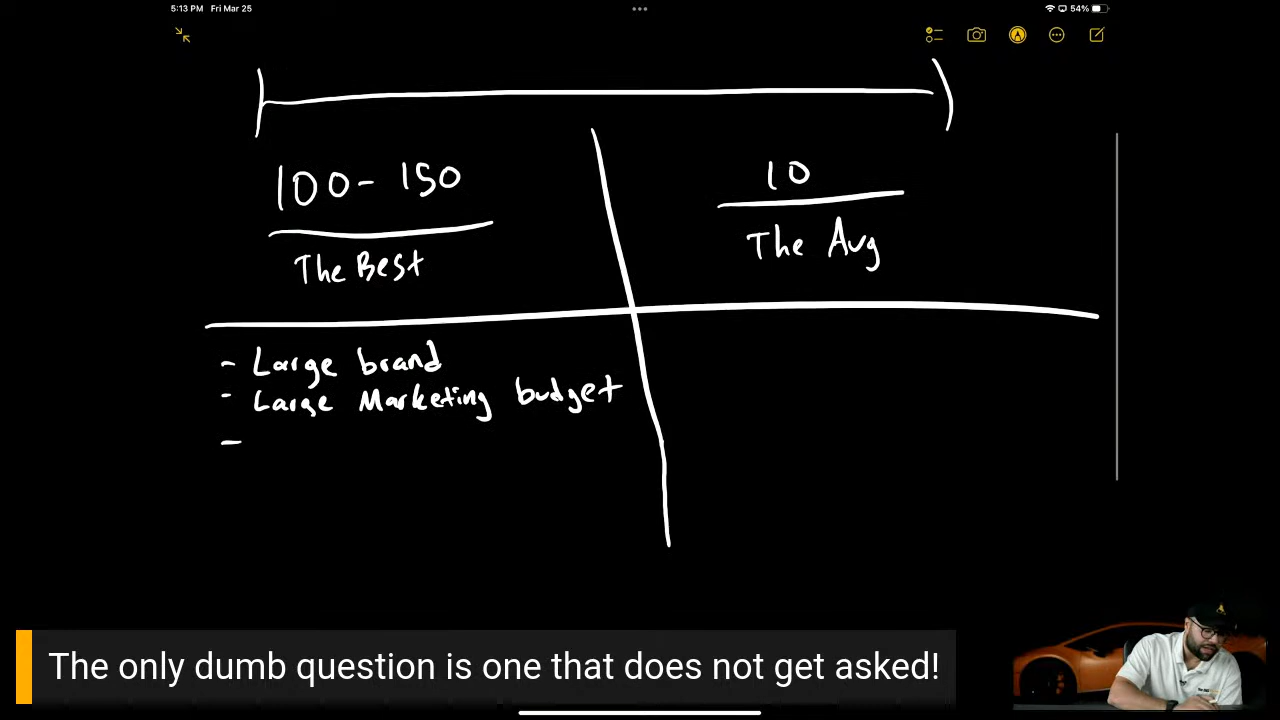 5:13 PM Fri Mar 25
54%
100 - 150
10
The Best
The Avg
- Large brand
- Large Marketing budget
-
The only dumb question is one that does not get asked!